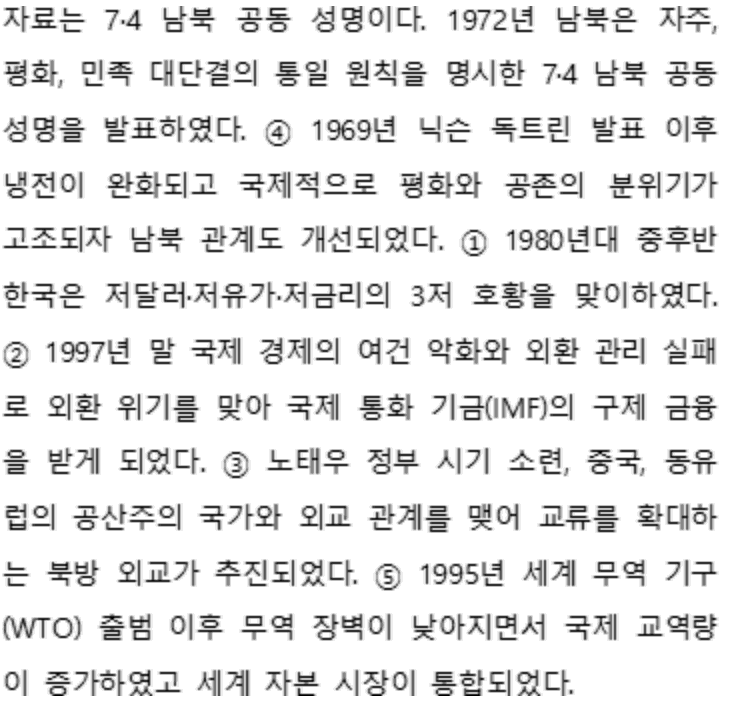 자료는 7·4 남북 공동 성명이다. 1972년 남북은 자주,
평화, 민족 대단결의 통일 원칙을 명시한 7·4 남북 공동
성명을 발표하였다. ④ 1969년 닉슨 독트린 발표 이후
냉전이 완화되고 국제적으로 평화와 공존의 분위기가
고조되자 남북 관계도 개선되었다. ① 1980년대 중후반
한국은 저달러·저유가·저금리의 3저 호황을 맞이하였다.
② 1997년 말 국제 경제의 여건 악화와 외환 관리 실패
로 외환 위기를 맞아 국제 통화 기금(IMF)의 구제 금융
을 받게 되었다. ③ 노태우 정부 시기 소련, 중국, 동유
럽의 공산주의 국가와 외교 관계를 맺어 교류를 확대하
는 북방 외교가 추진되었다. ⑤ 1995년 세계 무역 기구
(WTO) 출범 이후 무역 장벽이 낮아지면서 국제 교역량
이 증가하였고 세계 자본 시장이 통합되었다.